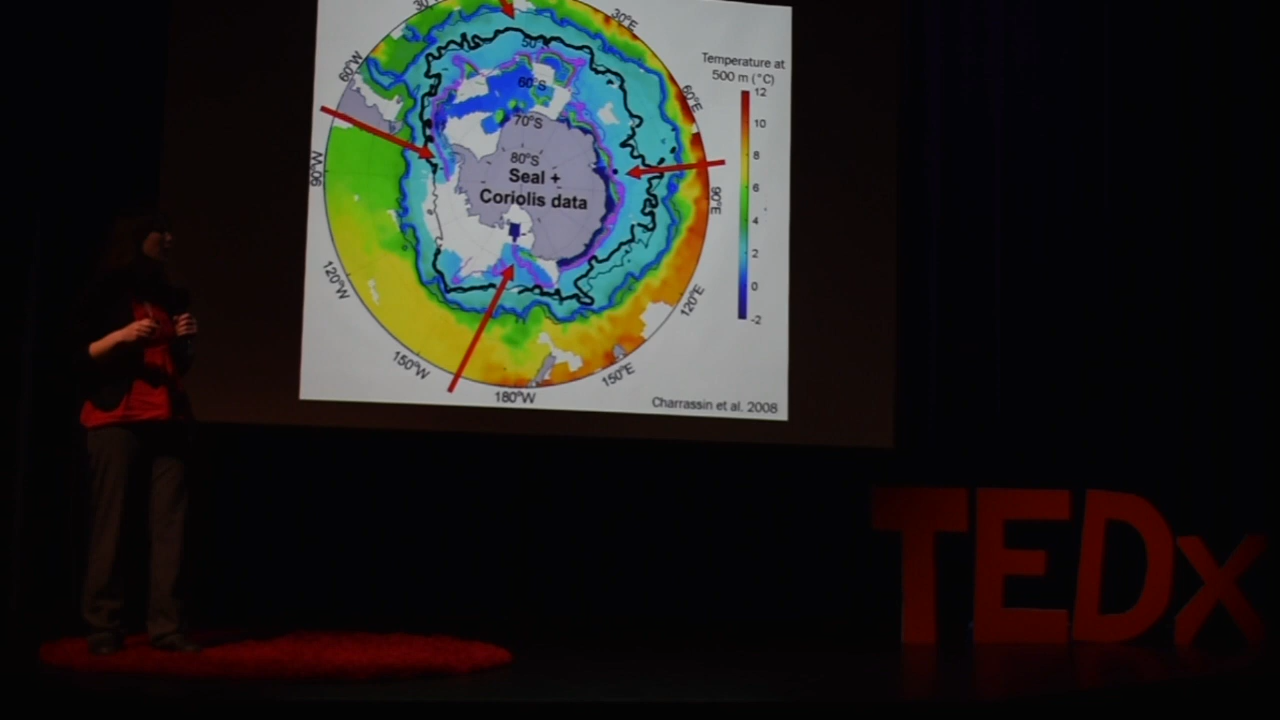 30°E
50°
60°W
60°S
60°E
Temperature at
500 m (°C)
12
10
8
6
4
2
0
-2
70°S
80°S
Seal +
Coriolis data
90°W
90°E
120°W
120°E
150°W
150°E
180°W
Charrassin et al. 2008
TEDx